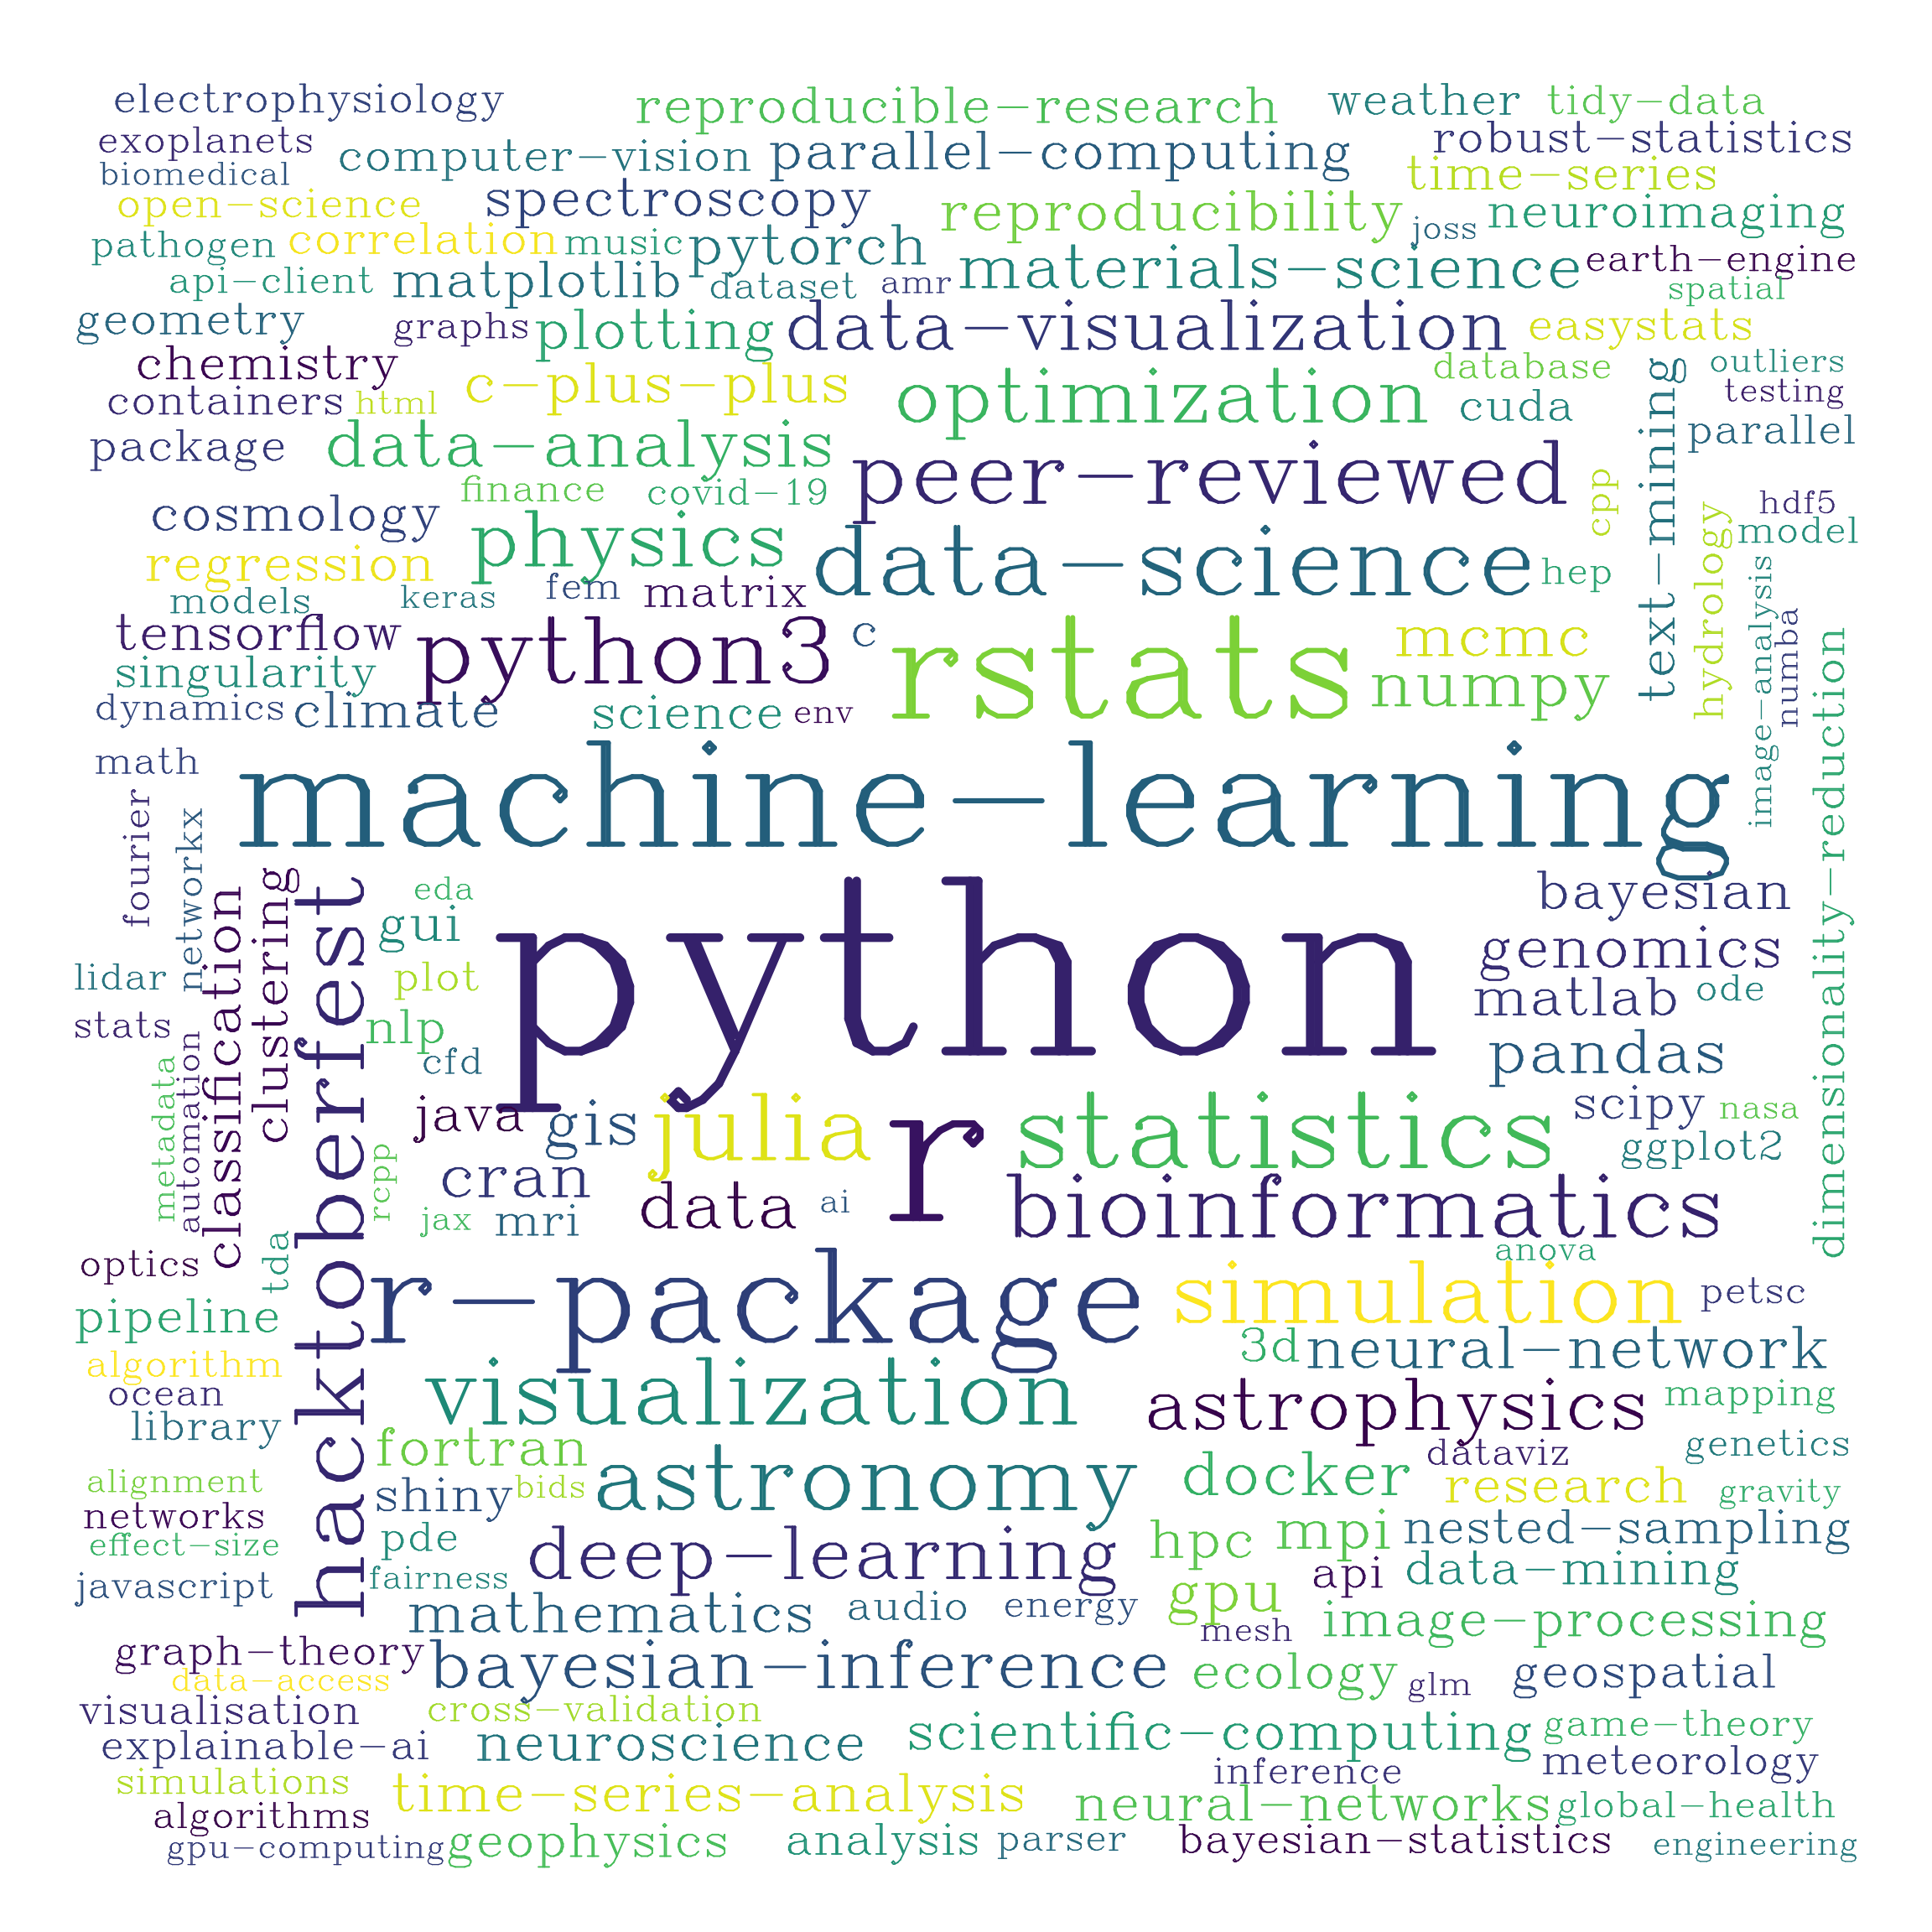 electrophysiology
reproducible-research
weather
tidy-data
exoplanets
computer-vision
parallel-computing
robust-statistics
biomedical
spectroscopy
time-series
open-science
reproducibility
joss
neuroimaging
pathogen
correlation
music
pytorch
materials-science
earth-engine
api-client
matplotlib
dataset
amr
spatial
geometry
graphs
plotting
data-visualization
easystats
chemistry
c-plus-plus
optimization
database
outliers
containers
html
cuda
testing
package
data-analysis
peer-reviewed
text-mining
parallel
finance
covid-19
cpp
hdf5
cosmology
physics
data-science
hydrology
model
regression
fem
matrix
hep
image-analysis
models
keras
numba
tensorflow
python3
c
rstats
mcmc
singularity
numpy
dynamics
climate
science
env
dimensionality-reduction
math
machine-learning
fourier
networkx
classification
clustering
hacktoberfest
eda
gui
python
bayesian
genomics
lidar
plot
matlab
ode
stats
nlp
cfd
pandas
metadata
automation
java
gis
julia
r
statistics
scipy
nasa
ggplot2
rcpp
cran
data
ai
bioinformatics
jax
mri
tda
optics
r-package
anova
simulation
petsc
pipeline
3d
neural-network
algorithm
ocean
visualization
astrophysics
mapping
library
fortran
dataviz
genetics
alignment
shiny
bids
astronomy
docker
research
gravity
networks
effect-size
pde
deep-learning
hpc
mpi
nested-sampling
javascript
fairness
api
data-mining
mathematics
audio
energy
gpu
mesh
image-processing
graph-theory
data-access
bayesian-inference
ecology
glm
geospatial
visualisation
cross-validation
explainable-ai
neuroscience
scientific-computing
game-theory
simulations
time-series-analysis
inference
meteorology
algorithms
neural-networks
global-health
gpu-computing
geophysics
analysis
parser
bayesian-statistics
engineering